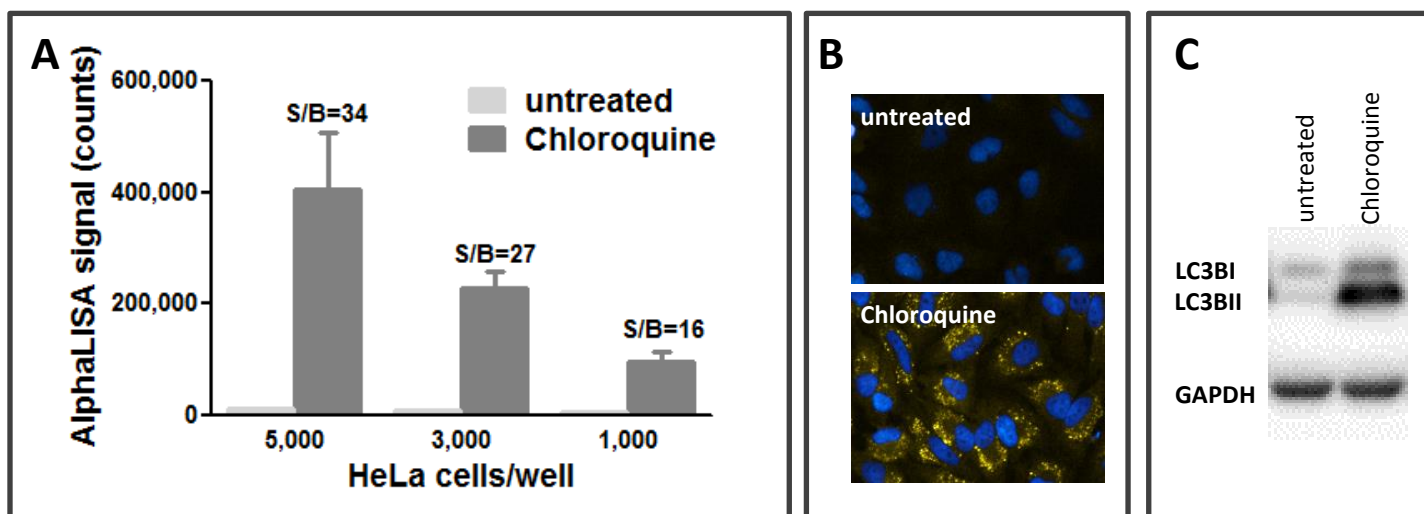 A
AlphaLISA signal (counts)
600,000
400,000
200,000
0
S/B=34
S/B=27
S/B=16
untreated
Chloroquine
5,000
3,000
1,000
HeLa cells/well
B
untreated
Chloroquine
C
untreated
Chloroquine
LC3BI
LC3BII
GAPDH